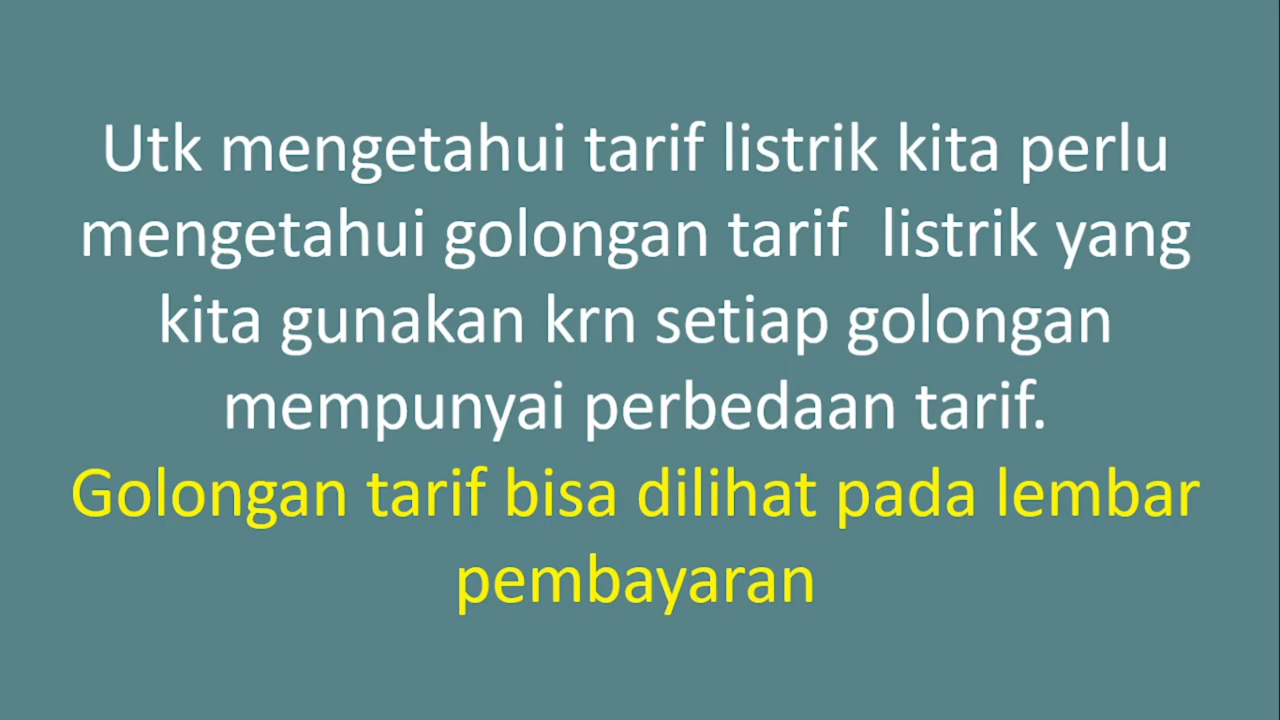 Utk mengetahui tarif listrik kita perlu
mengetahui golongan tarif  listrik yang
kita gunakan krn setiap golongan
mempunyai perbedaan tarif.
Golongan tarif bisa dilihat pada lembar
pembayaran